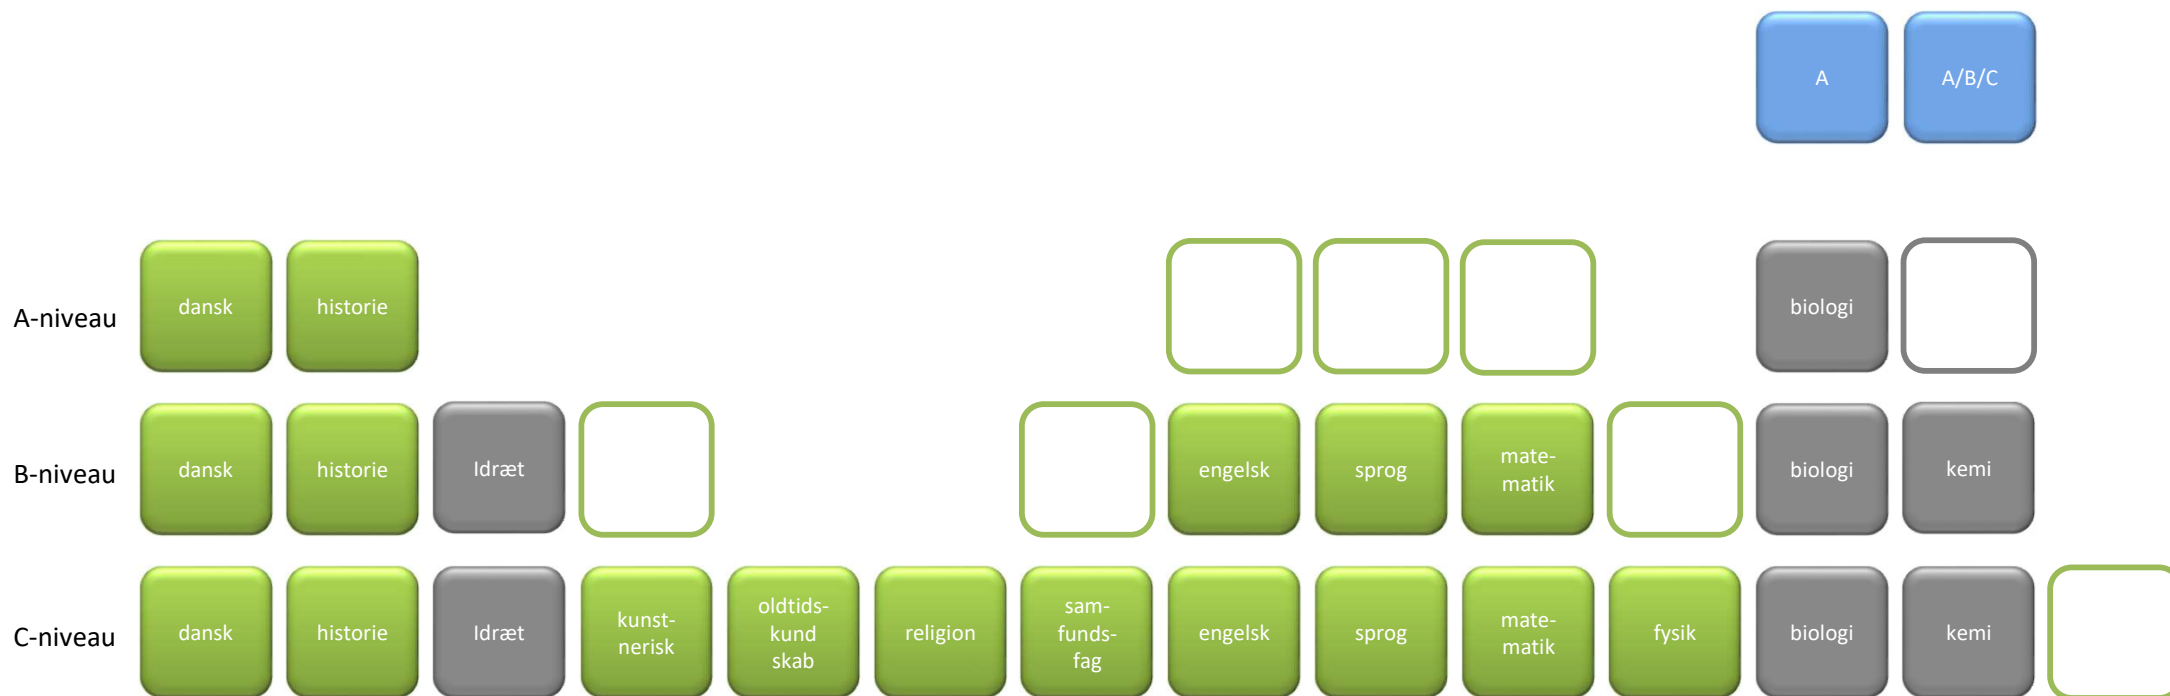 A
A/B/C
A-niveau
dansk
historie
biologi
B-niveau
dansk
historie
Idræt
engelsk
sprog
mate-
matik
biologi
kemi
C-niveau
dansk
historie
Idræt
kunst-
nerisk
oldtids-
kund
skab
religion
sam-
funds-
fag
engelsk
sprog
mate-
matik
fysik
biologi
kemi